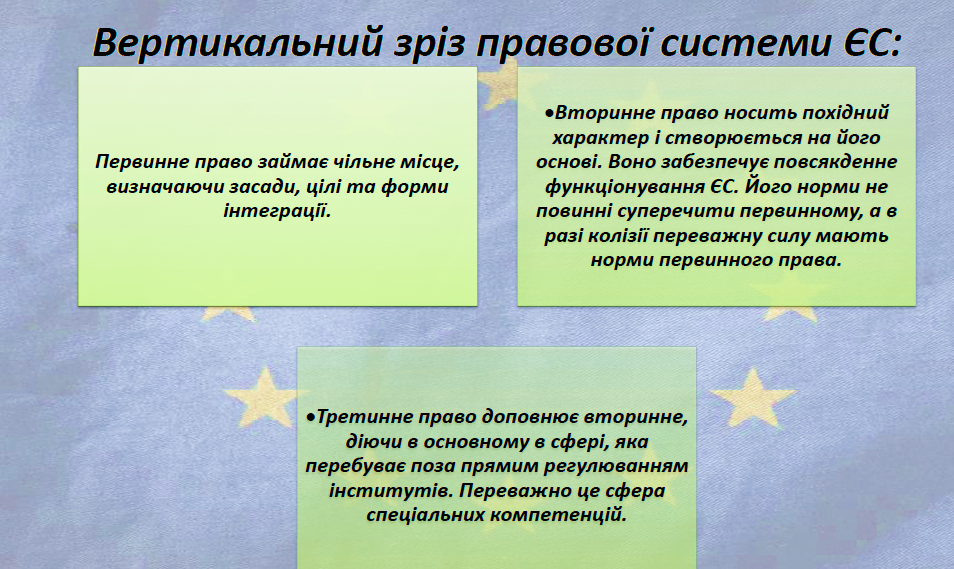 Вертикальний зріз правової системи ЄС:
Первинне право займає чільне місце,
визначаючи засади, цілі та форми
інтеграції.
•Вторинне право носить похідний
характер і створюється на його
основі. Воно забезпечує повсякденне
функціонування ЄС. Його норми не
повинні суперечити первинному, а в
разі колізії переважну силу мають
норми первинного права.
•Третинне право доповнює вторинне,
діючи в основному в сфері, яка
перебуває поза прямим регулюванням
інститутів. Переважно це сфера
спеціальних компетенцій.